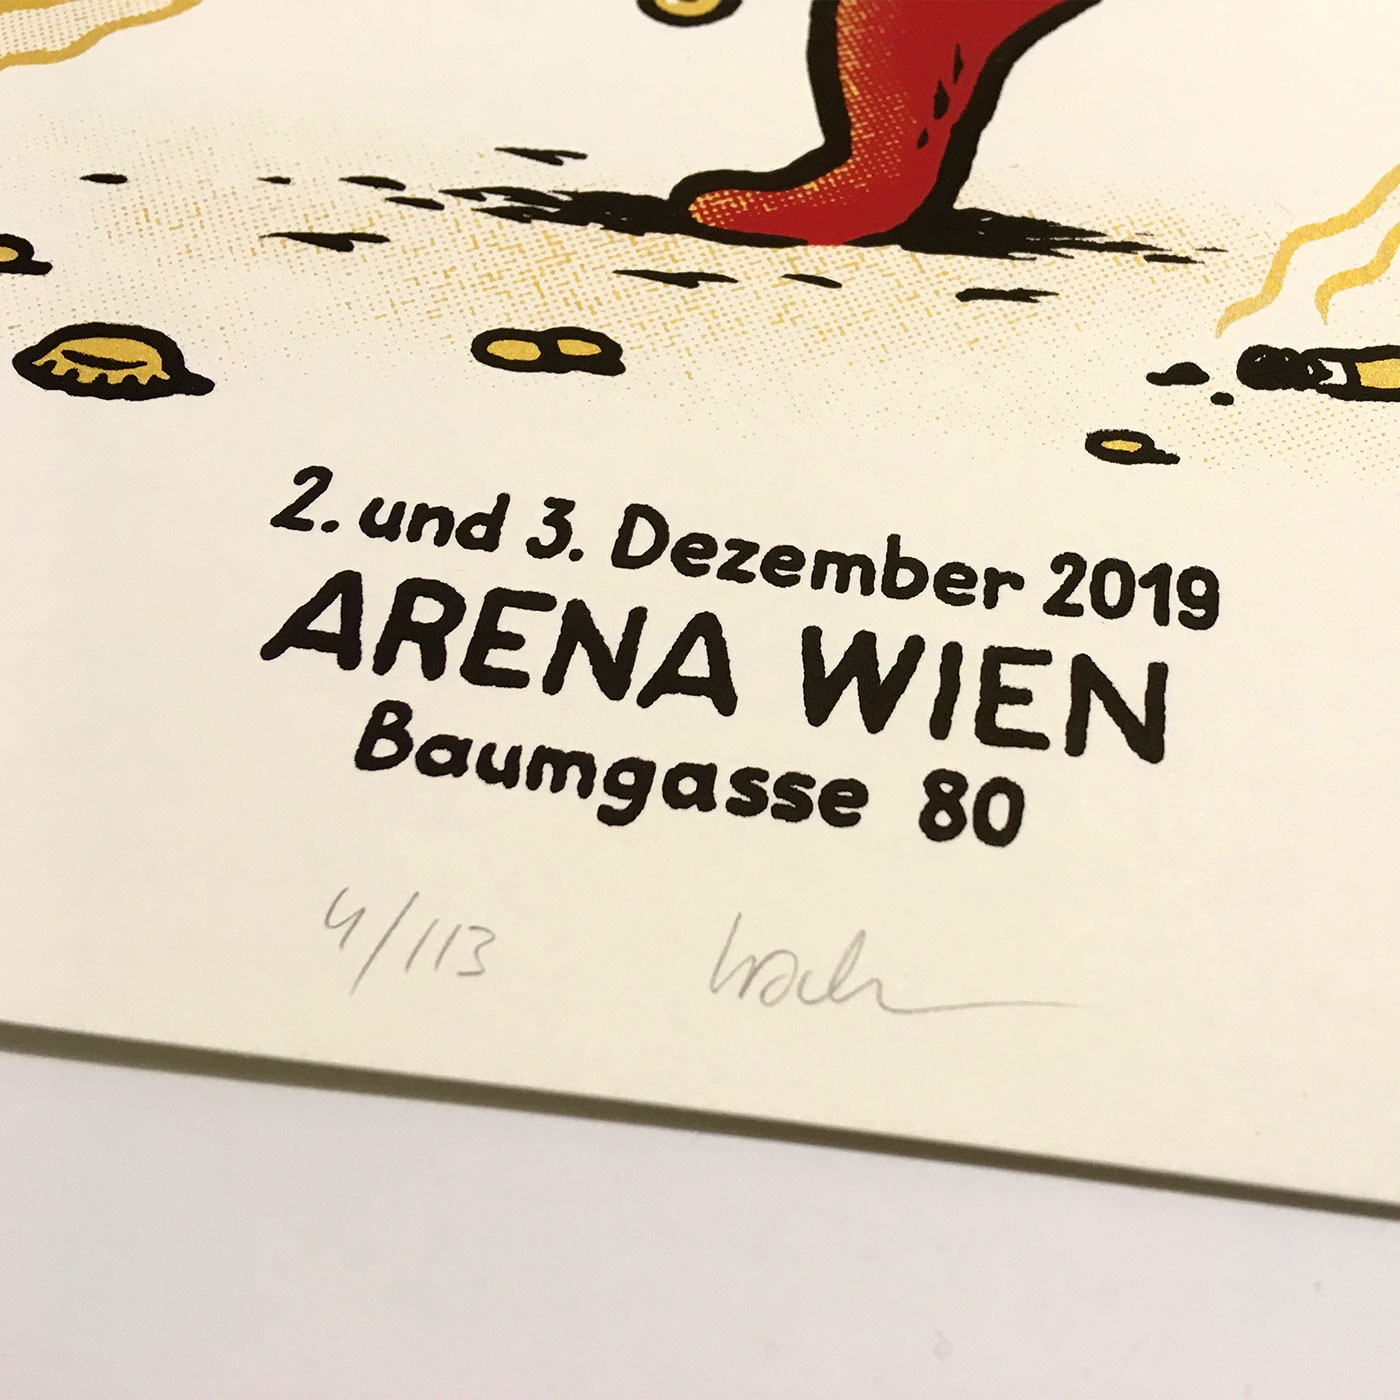 2. und 3. Dezember 2019
ARENA WIEN
Baumgasse 80
4/113